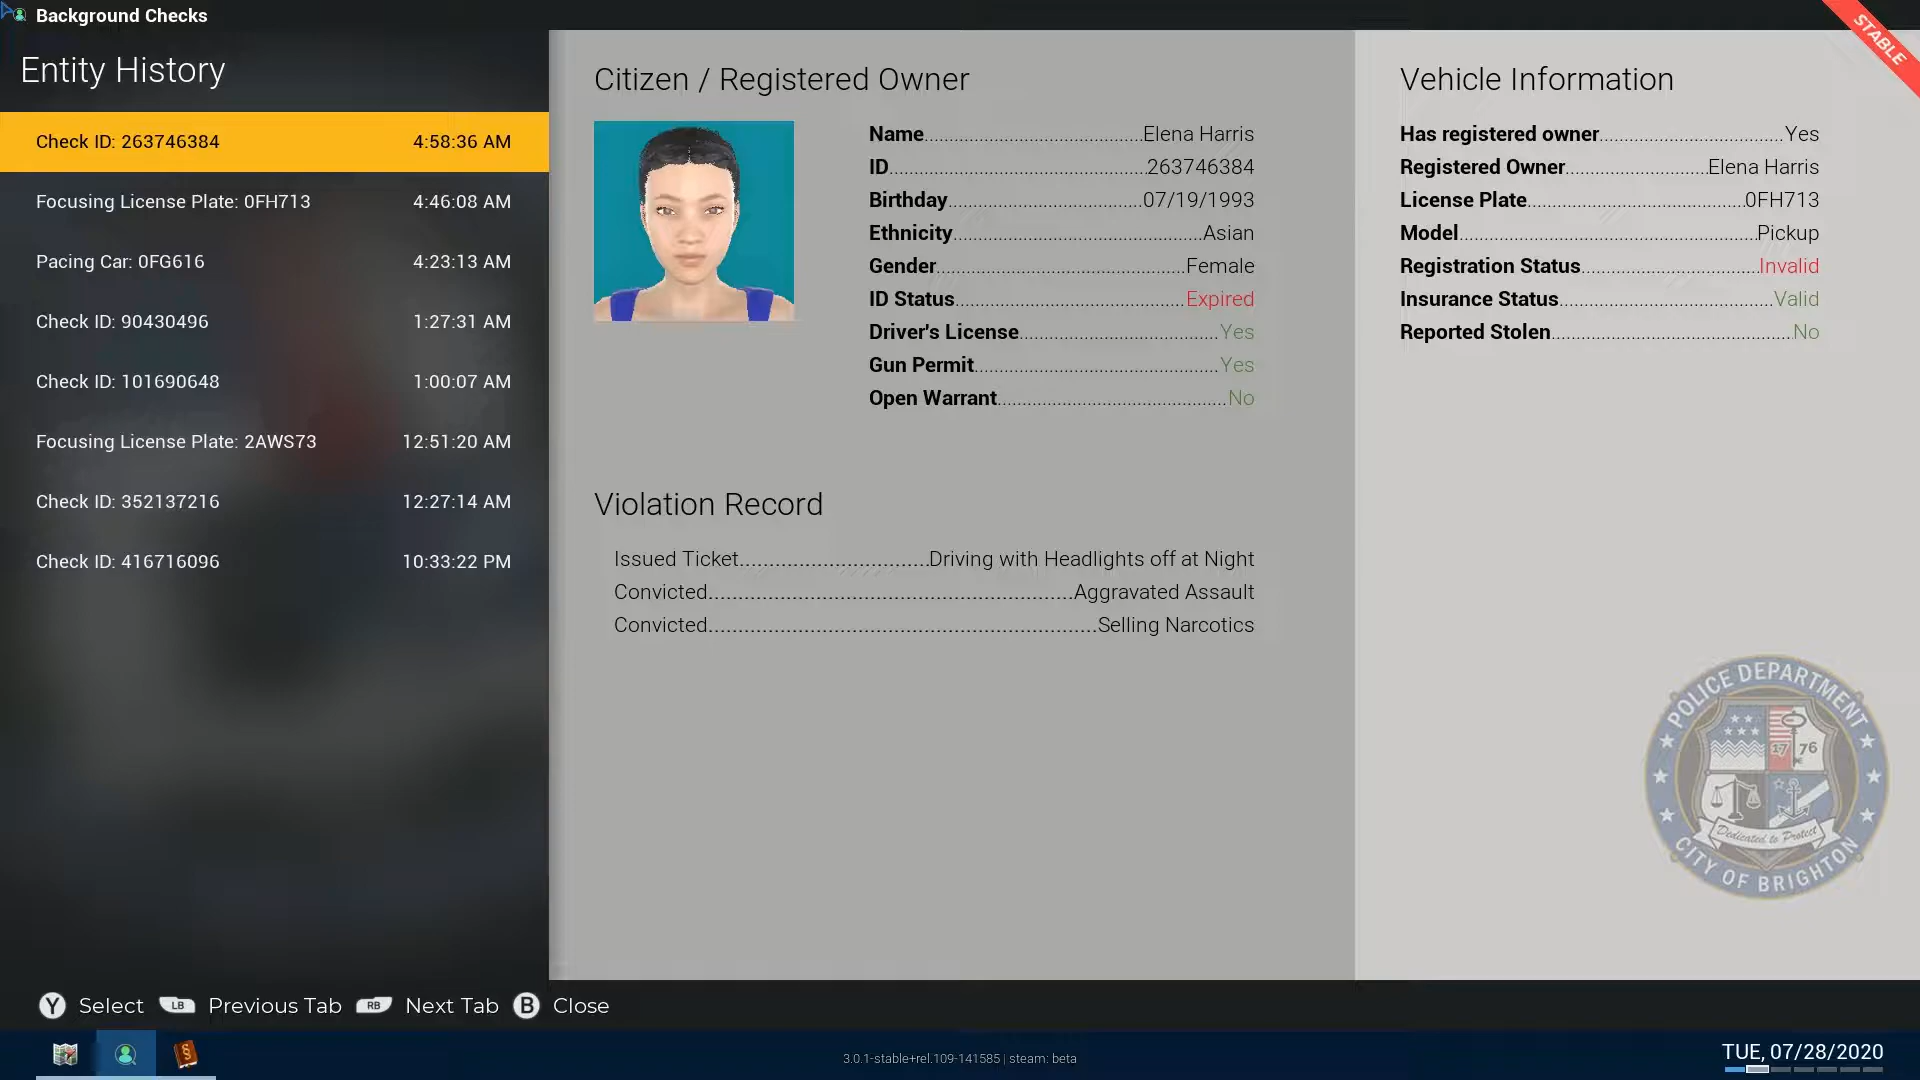 Background Checks
STABLE
Entity History
Check ID: 263746384 4:58:36 AM
Focusing License Plate: 0FH713 4:46:08 AM
Pacing Car: 0FG616 4:23:13 AM
Check ID: 90430496 1:27:31 AM
Check ID: 101690648 1:00:07 AM
Focusing License Plate: 2AWS73 12:51:20 AM
Check ID: 352137216 12:27:14 AM
Check ID: 416716096 10:33:22 PM
Citizen / Registered Owner
Name Elena Harris
ID 263746384
Birthday 07/19/1993
Ethnicity Asian
Gender Female
ID Status Expired
Driver's License Yes
Gun Permit Yes
Open Warrant No
Violation Record
Issued Ticket Driving with Headlights off at Night
Convicted Aggravated Assault
Convicted Selling Narcotics
Vehicle Information
Has registered owner Yes
Registered Owner Elena Harris
License Plate 0FH713
Model Pickup
Registration Status Invalid
Insurance Status Valid
Reported Stolen No
POLICE DEPARTMENT
17 76
Dedicated to Protect
CITY OF BRIGHTON
Y Select LB Previous Tab RB Next Tab B Close
3.0.1-stable+rel.109-141585 | steam: beta
TUE, 07/28/2020